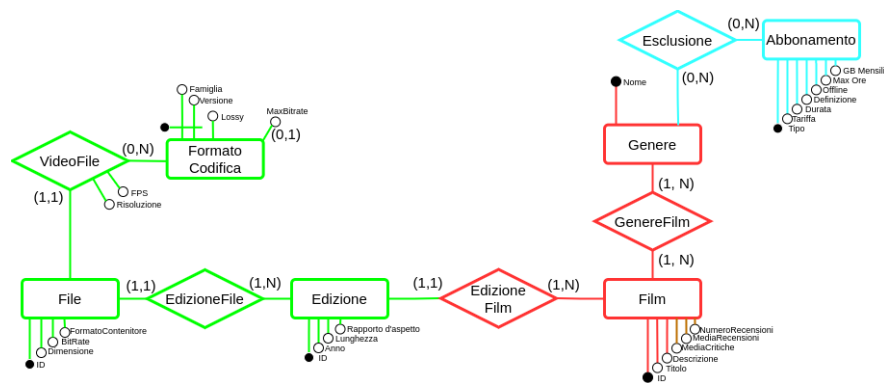 (0,N)
Esclusione
Abbonamento
(0,N)
GB Mensili
Max Ore
Offline
Definizione
Durata
Tariffa
Tipo
Nome
Famiglia
Versione
Lossy
MaxBitrate
(0,1)
VideoFile
(0,N)
Formato
Codifica
Genere
(1,1)
FPS
Risoluzione
(1, N)
GenereFilm
(1, N)
File
(1,1)
EdizioneFile
(1,N)
Edizione
(1,1)
Edizione
Film
(1,N)
Film
FormatoContenitore
BitRate
Dimensione
ID
Rapporto d'aspetto
Lunghezza
Anno
ID
NumeroRecensioni
MediaRecensioni
MediaCritiche
Descrizione
Titolo
ID